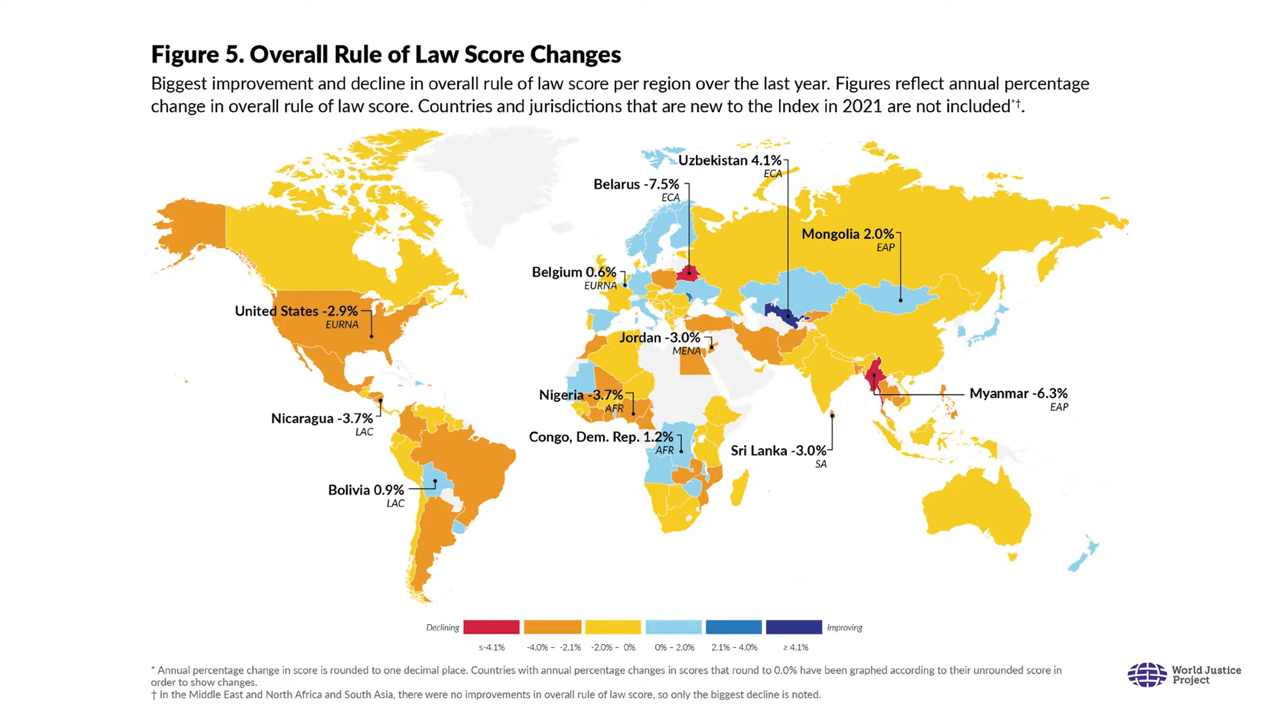 Figure 5. Overall Rule of Law Score Changes
Biggest improvement and decline in overall rule of law score per region over the last year. Figures reflect annual percentage
change in overall rule of law score. Countries and jurisdictions that are new to the Index in 2021 are not included*†.
Uzbekistan 4.1%
ECA
Belarus -7.5%
ECA
Mongolia 2.0%
EAP
Belgium 0.6%
EURNA
United States -2.9%
EURNA
Jordan -3.0%
MENA
Nigeria -3.7%
AFR
Myanmar -6.3%
EAP
Nicaragua -3.7%
LAC
Congo, Dem. Rep. 1.2%
AFR
Sri Lanka -3.0%
SA
Bolivia 0.9%
LAC
Declining
Improving
≤-4.1%
-4.0% – -2.1%
-2.0% – 0%
0% – 2.0%
2.1% – 4.0%
≥ 4.1%
* Annual percentage change in score is rounded to one decimal place. Countries with annual percentage changes in scores that round to 0.0% have been graphed according to their unrounded score in
order to show changes.
† In the Middle East and North Africa and South Asia, there were no improvements in overall rule of law score, so only the biggest decline is noted.
World Justice
Project